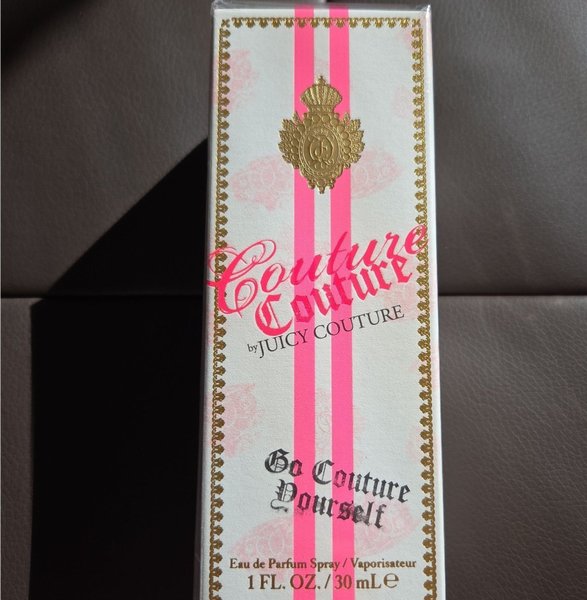 Couture
Couture
by JUICY COUTURE
Go Couture
Yourself
Eau de Parfum Spray / Vaporisateur
1 FL. OZ. / 30 mL ℮